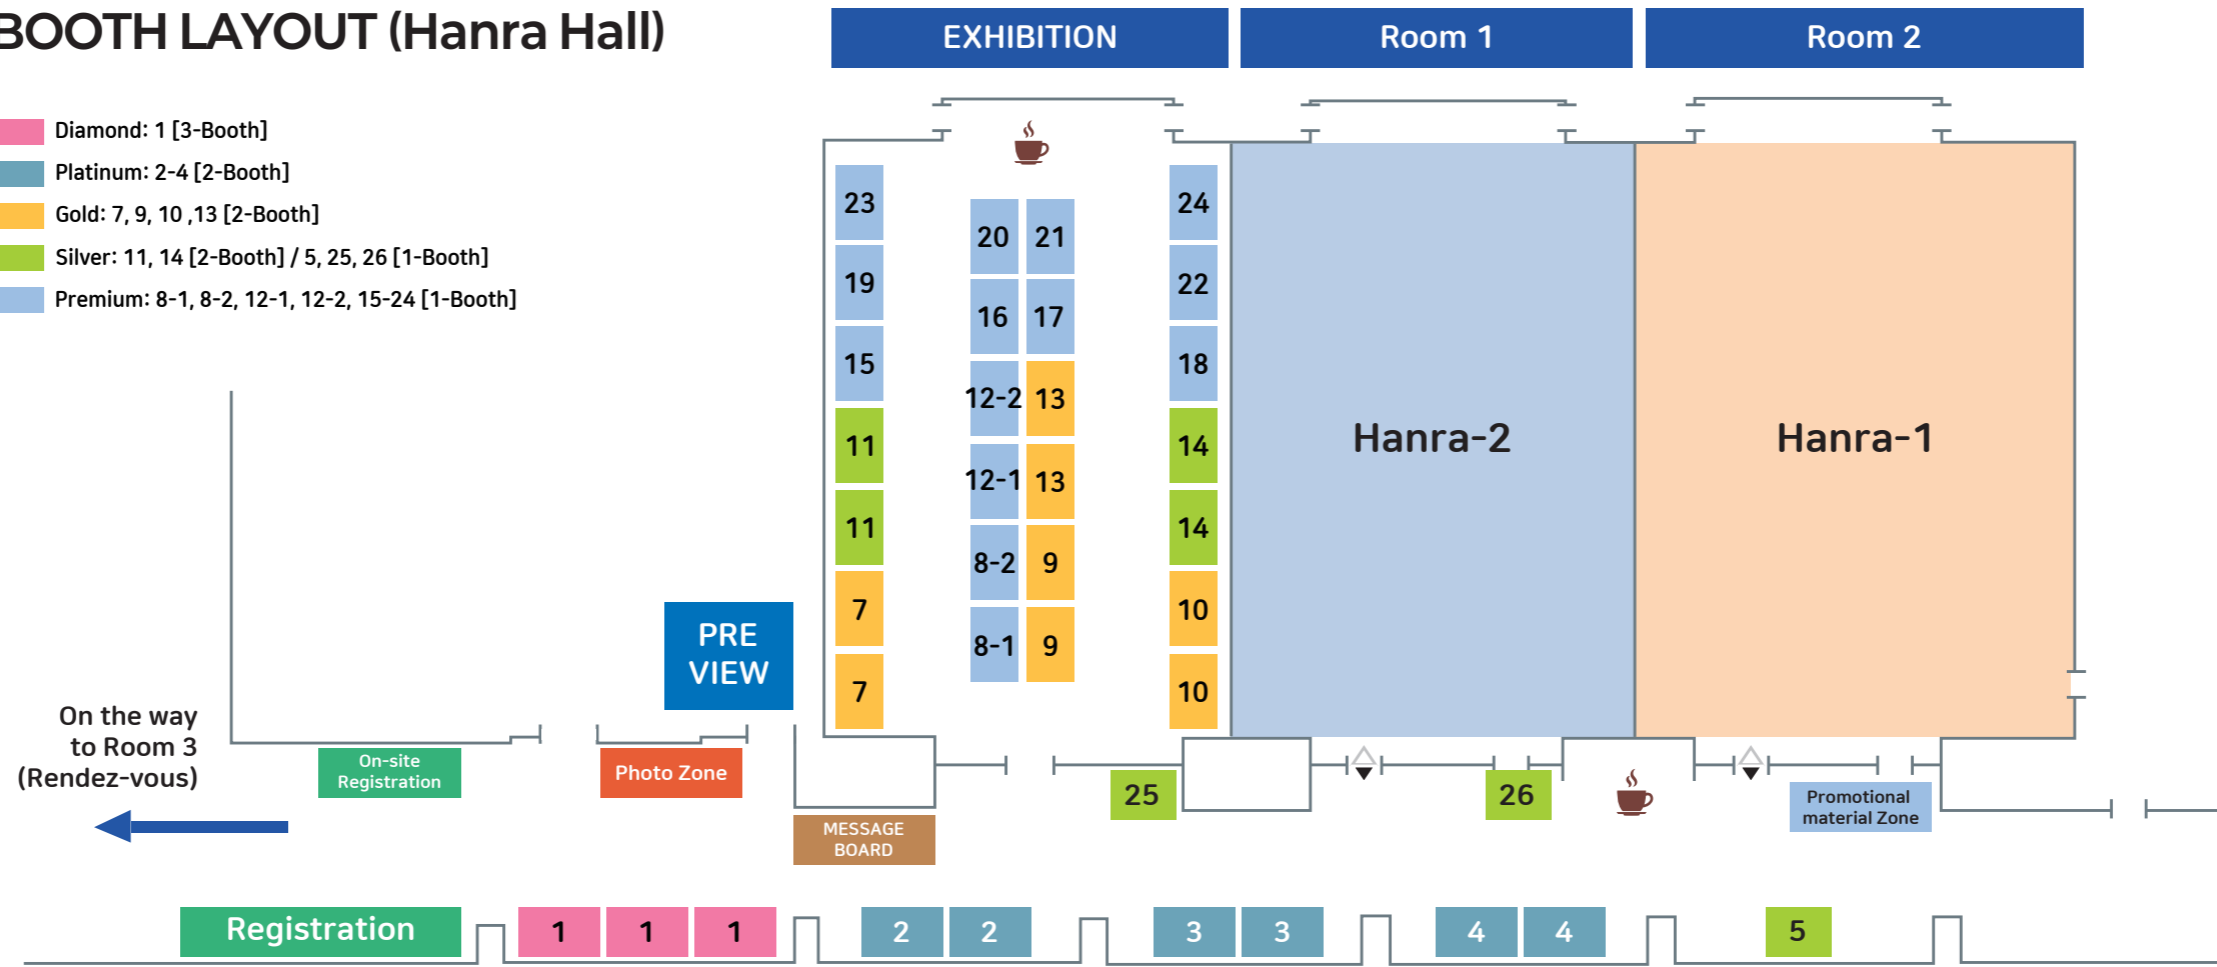 BOOTH LAYOUT (Hanra Hall)
EXHIBITION
Room 1
Room 2
Diamond: 1 [3-Booth]
Platinum: 2-4 [2-Booth]
Gold: 7, 9, 10 ,13 [2-Booth]
Silver: 11, 14 [2-Booth] / 5, 25, 26 [1-Booth]
Premium: 8-1, 8-2, 12-1, 12-2, 15-24 [1-Booth]
23
19
15
11
11
7
7
20 21
16 17
12-2 13
12-1 13
8-2 9
8-1 9
24
22
18
14
14
10
10
Hanra-2
Hanra-1
PRE
VIEW
On the way
to Room 3
(Rendez-vous)
On-site
Registration
Photo Zone
MESSAGE
BOARD
25
26
Promotional
material Zone
Registration
1 1 1
2 2
3 3
4 4
5